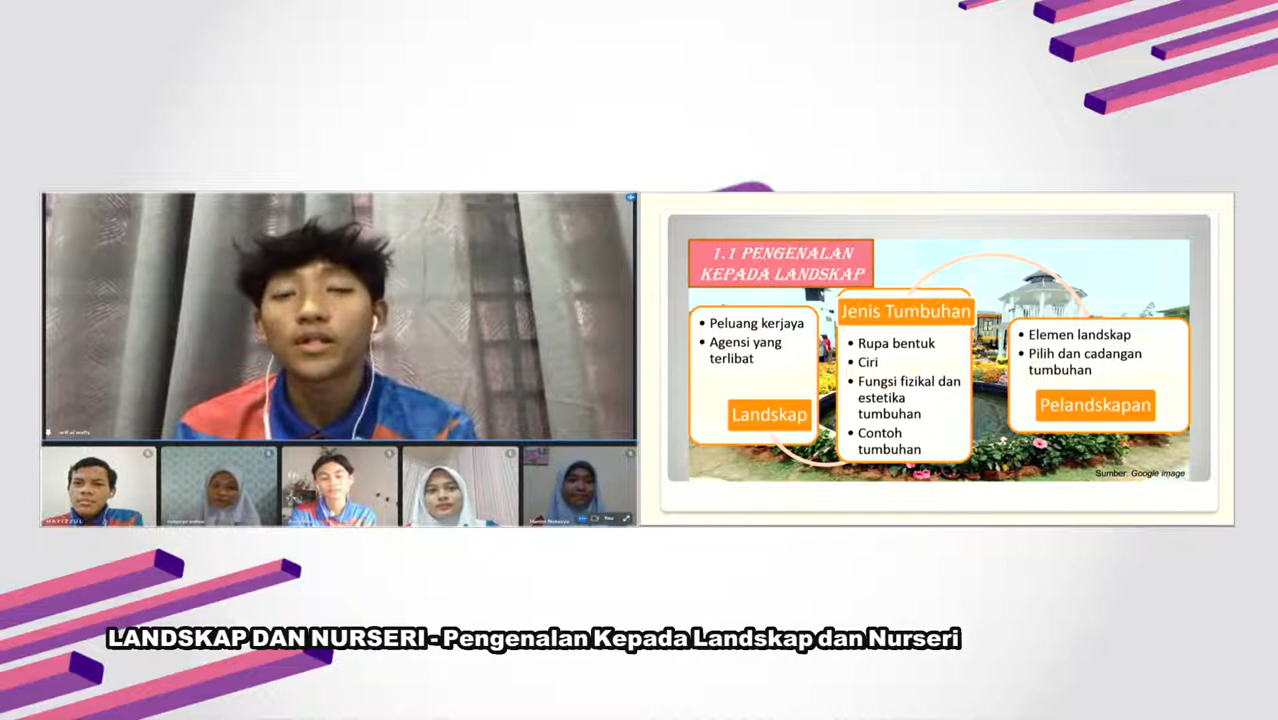 1.1 PENGENALAN
KEPADA LANDSKAP
• Peluang kerjaya
• Agensi yang
terlibat
Landskap
Jenis Tumbuhan
• Rupa bentuk
• Ciri
• Fungsi fizikal dan
estetika
tumbuhan
• Contoh
tumbuhan
• Elemen landskap
• Pilih dan cadangan
tumbuhan
Pelandskapan
Sumber: Google image
HAFIZZUL
You
LANDSKAP DAN NURSERI - Pengenalan Kepada Landskap dan Nurseri